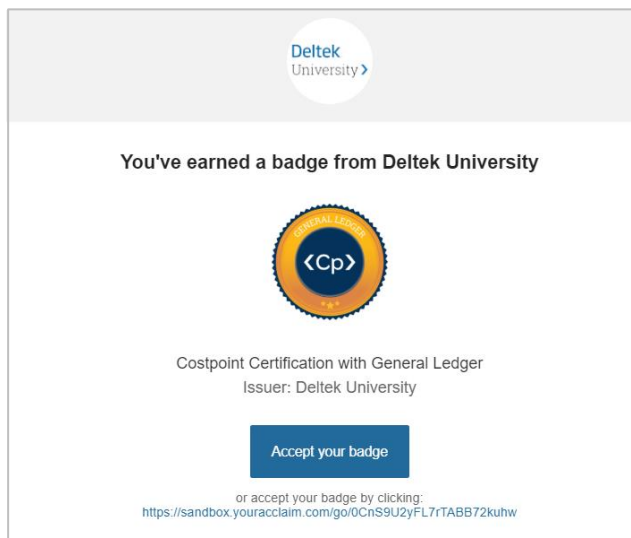 Deltek
University>
You've earned a badge from Deltek University
GENERAL LEDGER
<Cp>
Costpoint Certification with General Ledger
Issuer: Deltek University
Accept your badge
or accept your badge by clicking:
https://sandbox.youracclaim.com/go/0CnS9U2yFL7rTABB72kuhw